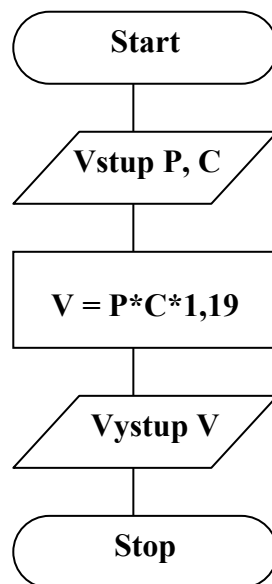 Start
Vstup P, C
V = P*C*1,19
Vystup V
Stop